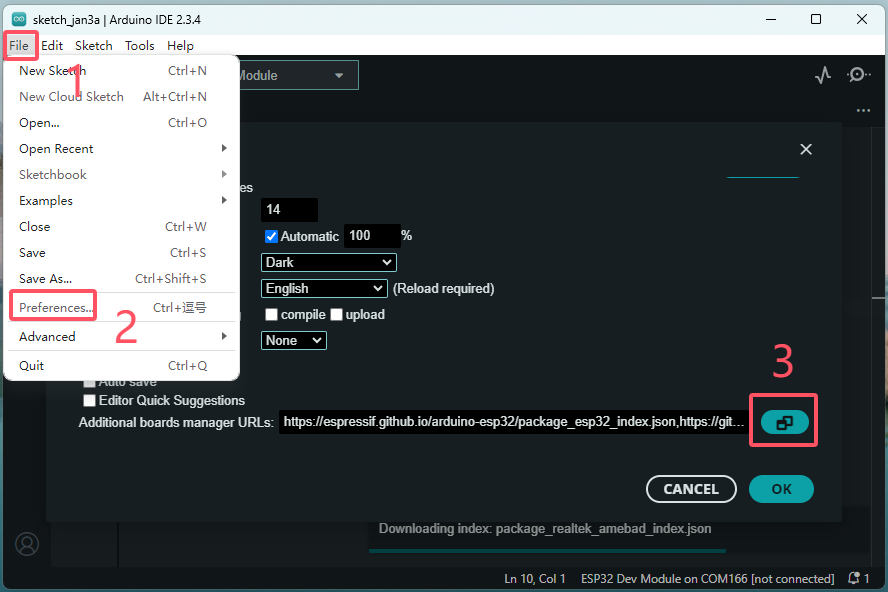 sketch_jan3a | Arduino IDE 2.3.4
File Edit Sketch Tools Help
New Sketch Ctrl+N
1
New Cloud Sketch Alt+Ctrl+N
Open... Ctrl+O
Open Recent
Sketchbook
Examples
Close Ctrl+W
Save Ctrl+S
Save As... Ctrl+Shift+S
Preferences... Ctrl+逗号
2
Advanced
Quit Ctrl+Q
Module
es
14
Automatic 100 %
Dark
English (Reload required)
compile upload
None
Auto save
Editor Quick Suggestions
3
Additional boards manager URLs: https://espressif.github.io/arduino-esp32/package_esp32_index.json,https://git...
CANCEL OK
Downloading index: package_realtek_amebad_index.json
Ln 10, Col 1 ESP32 Dev Module on COM166 [not connected] 1